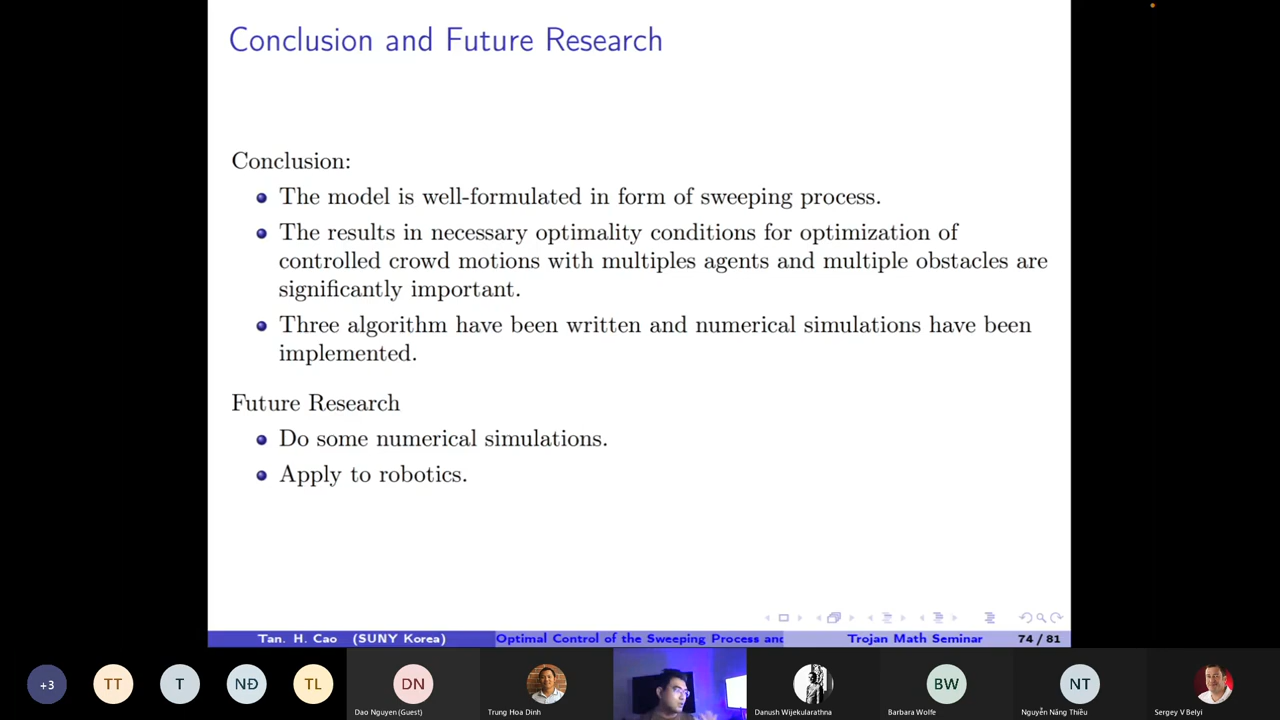 Conclusion and Future Research
Conclusion:
The model is well-formulated in form of sweeping process.
The results in necessary optimality conditions for optimization of
controlled crowd motions with multiples agents and multiple obstacles are
significantly important.
Three algorithm have been written and numerical simulations have been
implemented.
Future Research
Do some numerical simulations.
Apply to robotics.
Tan. H. Cao (SUNY Korea) Optimal Control of the Sweeping Process and Trojan Math Seminar 74 / 81
+3 TT T NĐ TL DN BW NT
Dao Nguyen (Guest) Trung Hoa Dinh Danush Wijekularathna Barbara Wolfe Nguyễn Năng Thiều Sergey V Belyi